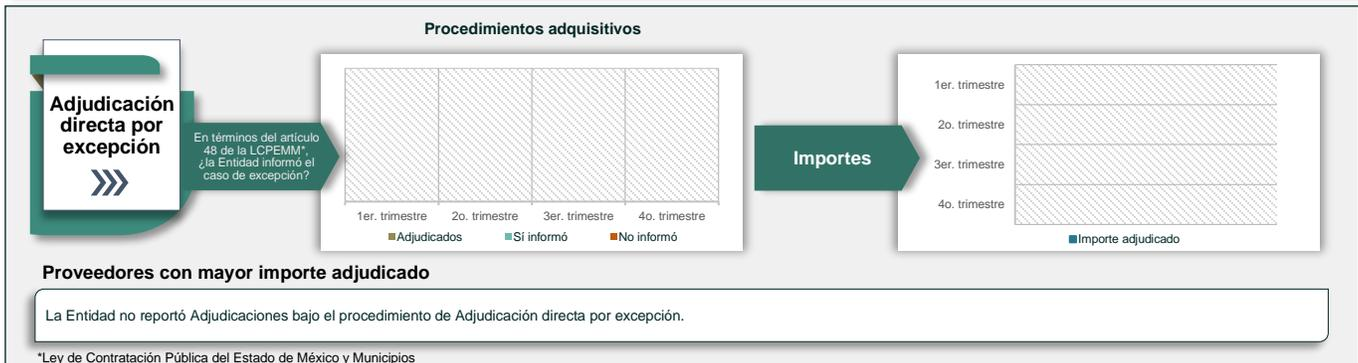 Procedimientos adquisitivos
Adjudicación
directa por
excepción
En términos del artículo
48 de la LCPEMM*,
¿la Entidad informó el
caso de excepción?
1er. trimestre
2o. trimestre
3er. trimestre
4o. trimestre
Adjudicados
Sí informó
No informó
Importes
1er. trimestre
2o. trimestre
3er. trimestre
4o. trimestre
Importe adjudicado
Proveedores con mayor importe adjudicado
La Entidad no reportó Adjudicaciones bajo el procedimiento de Adjudicación directa por excepción.
*Ley de Contratación Pública del Estado de México y Municipios